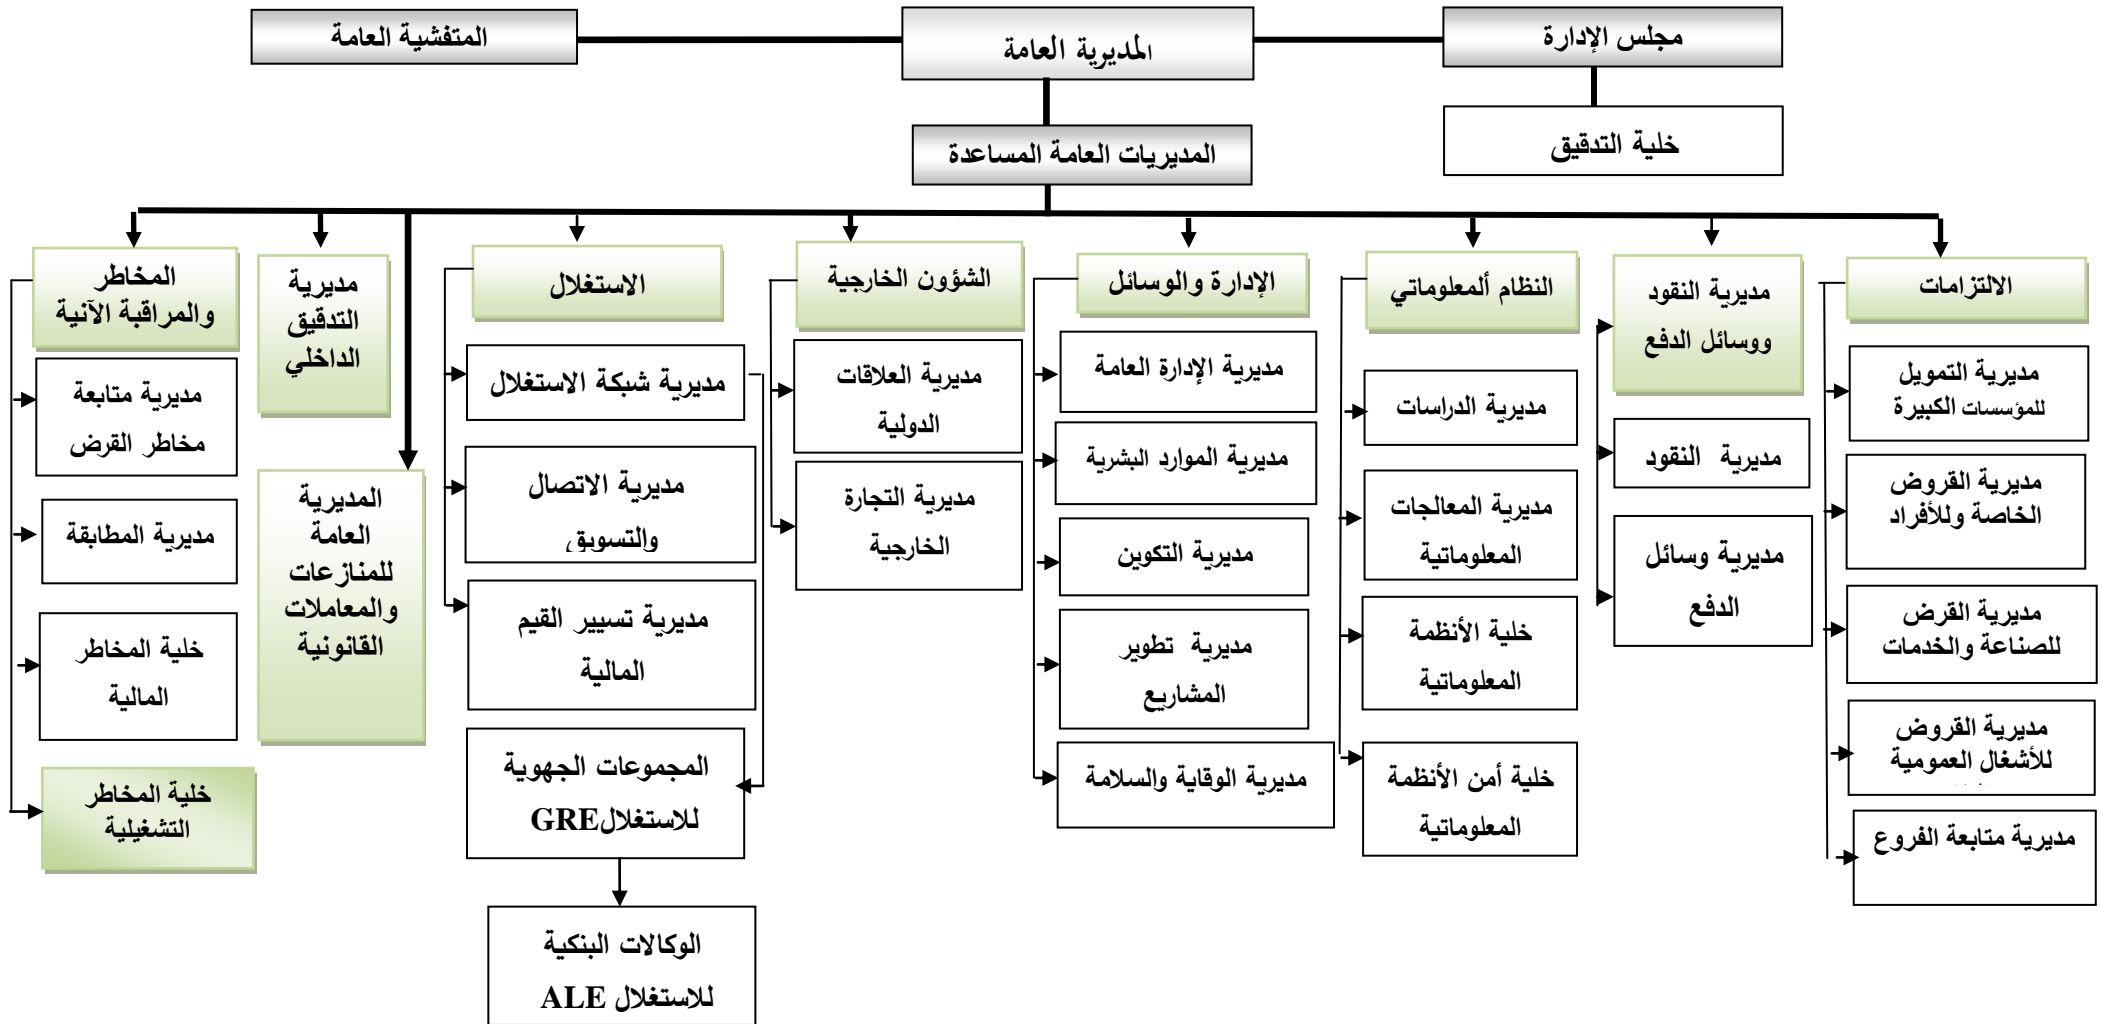 مجلس الإدارة
المديرية العامة
المتفشية العامة
خلية التدقيق
المديريات العامة المساعدة
الالتزامات
مديرية التمويل
للمؤسسات الكبيرة
مديرية القروض
الخاصة وللأفراد
مديرية القرض
للصناعة والخدمات
مديرية القروض
للأشغال العمومية
مديرية متابعة الفروع
مديرية النقود
ووسائل الدفع
مديرية النقود
مديرية وسائل
الدفع
النظام ألمعلوماتي
مديرية الدراسات
مديرية المعالجات
المعلوماتية
خلية الأنظمة
المعلوماتية
خلية أمن الأنظمة
المعلوماتية
الإدارة والوسائل
مديرية الإدارة العامة
مديرية الموارد البشرية
مديرية التكوين
مديرية تطوير
المشاريع
مديرية الوقاية والسلامة
الشؤون الخارجية
مديرية العلاقات
الدولية
مديرية التجارة
الخارجية
الاستغلال
مديرية شبكة الاستغلال
مديرية الاتصال
والتسويق
مديرية تسيير القيم
المالية
المجموعات الجهوية
للاستغلالGRE
الوكالات البنكية
للاستغلال ALE
مديرية
التدقيق
الداخلي
المديرية
العامة
للمنازعات
والمعاملات
القانونية
المخاطر
والمراقبة الآنية
مديرية متابعة
مخاطر القرض
مديرية المطابقة
خلية المخاطر
المالية
خلية المخاطر
التشغيلية